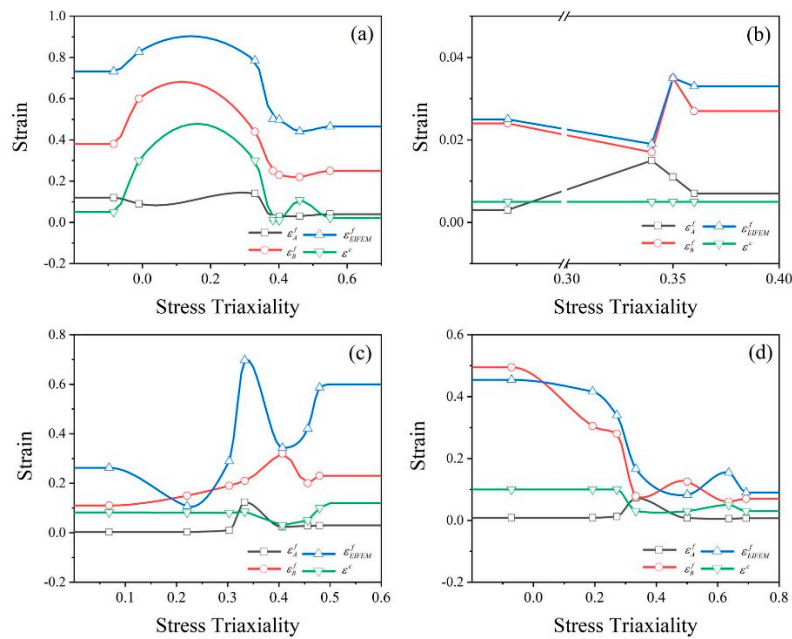 (a)
Strain
1.0
0.8
0.6
0.4
0.2
0.0
-0.2
0.0 0.2 0.4 0.6
Stress Triaxiality
ε_A^f ε_EIFEM^f
ε_B^f ε^c
(b)
Strain
0.04
0.02
0.00
0.30 0.35 0.40
Stress Triaxiality
ε_A^f ε_EIFEM^f
ε_B^f ε^c
(c)
Strain
0.8
0.6
0.4
0.2
0.0
-0.2
0.1 0.2 0.3 0.4 0.5 0.6
Stress Triaxiality
ε_A^f ε_EIFEM^f
ε_B^f ε^c
(d)
Strain
0.6
0.4
0.2
0.0
-0.2
0.0 0.2 0.4 0.6 0.8
Stress Triaxiality
ε_A^f ε_EIFEM^f
ε_B^f ε^c